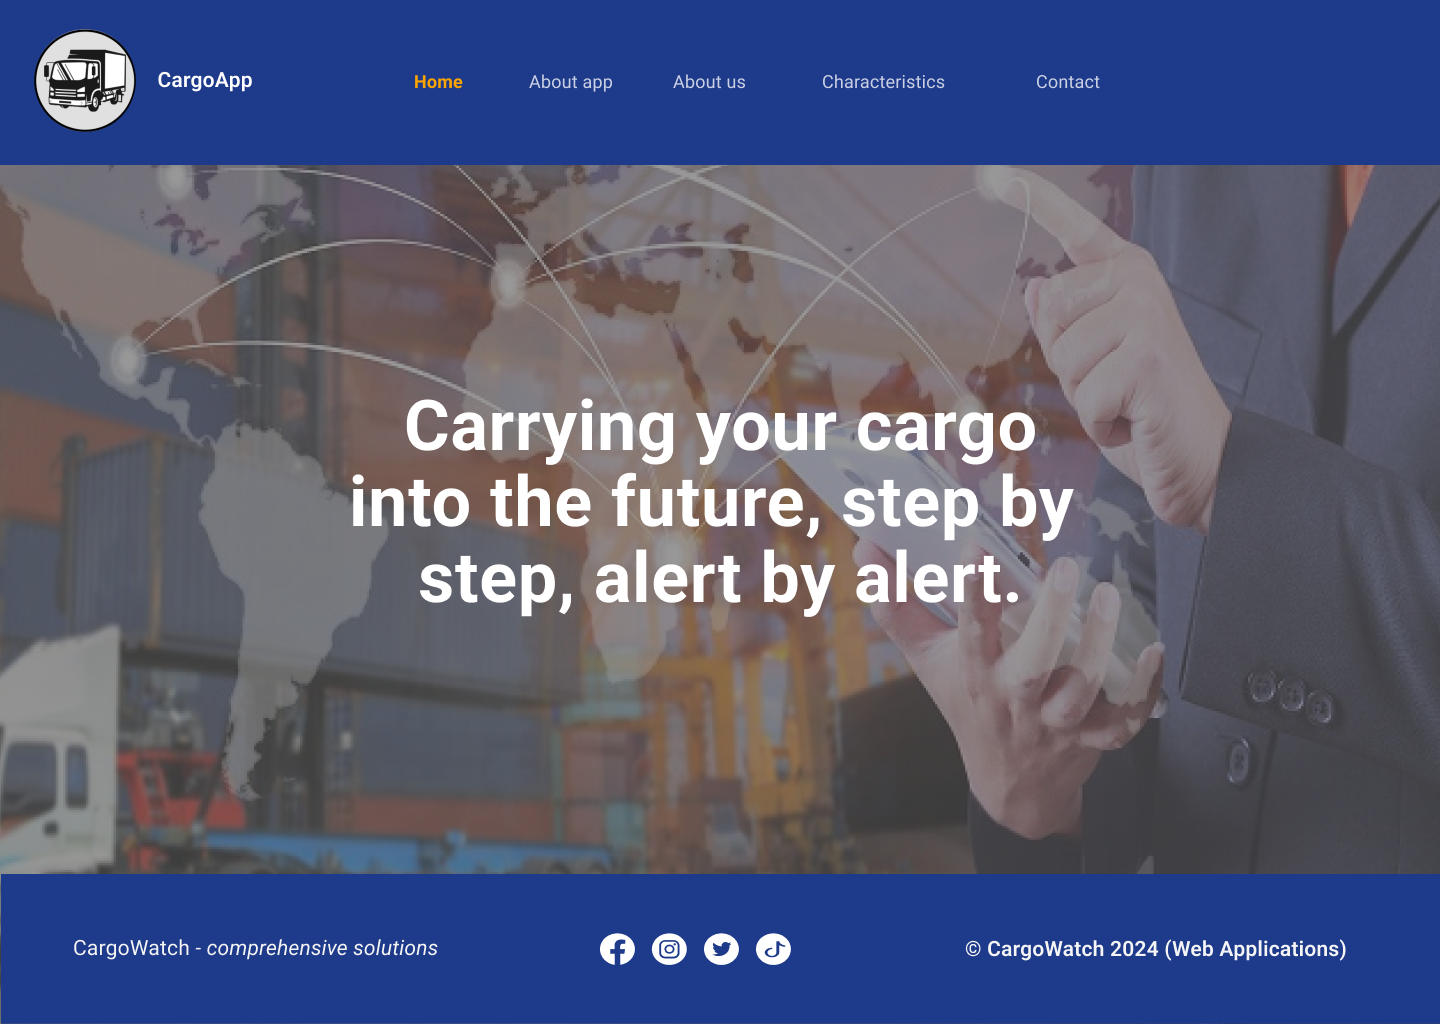 CargoApp
Home
About app
About us
Characteristics
Contact
Carrying your cargo
into the future, step by
step, alert by alert.
CargoWatch - comprehensive solutions
© CargoWatch 2024 (Web Applications)